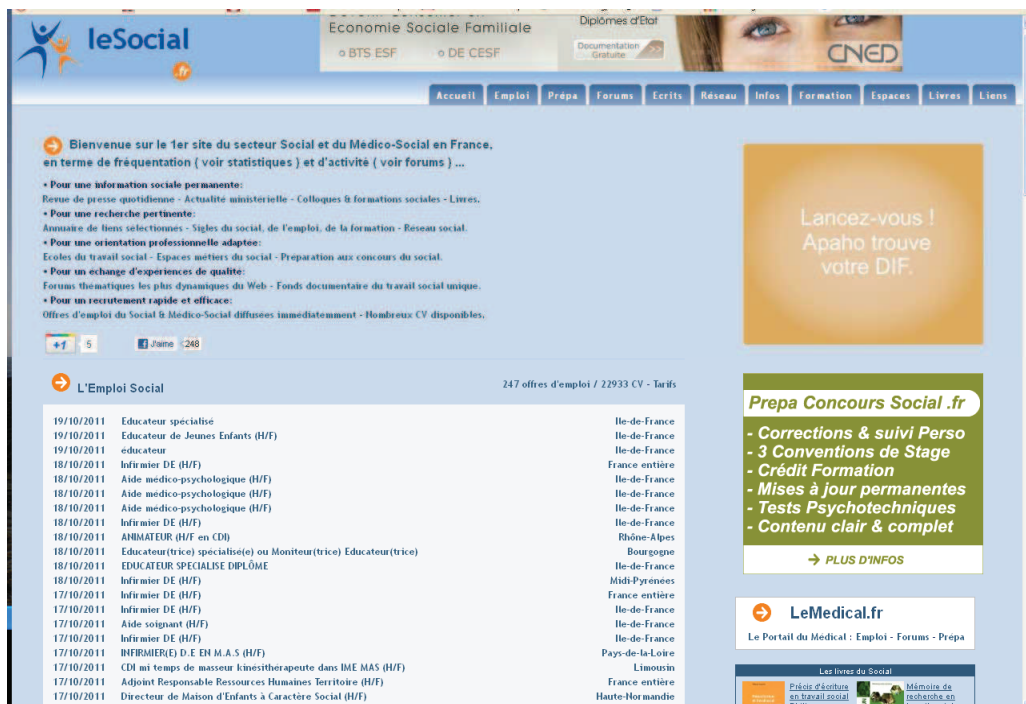 leSocial
.fr
Economie Sociale Familiale
BTS ESF
DE CESF
Diplômes d'Etat
Documentation
Gratuite
CNED
Accueil
Emploi
Prépa
Forums
Ecrits
Réseau
Infos
Formation
Espaces
Livres
Liens
Bienvenue sur le 1er site du secteur Social et du Médico-Social en France,
en terme de fréquentation ( voir statistiques ) et d'activité ( voir forums ) ...
• Pour une information sociale permanente:
Revue de presse quotidienne - Actualité ministérielle - Colloques & formations sociales - Livres.
• Pour une recherche pertinente:
Annuaire de liens sélectionnés - Sigles du social, de l'emploi, de la formation - Réseau social.
• Pour une orientation professionnelle adaptée:
Ecoles du travail social - Espaces métiers du social - Préparation aux concours du social.
• Pour un échange d'expériences de qualité:
Forums thématiques les plus dynamiques du Web - Fonds documentaire du travail social unique.
• Pour un recrutement rapide et efficace:
Offres d'emploi du Social & Médico-Social diffusées immédiatement - Nombreux CV disponibles.
+1 5 J'aime 248
L'Emploi Social 247 offres d'emploi / 22933 CV - Tarifs
19/10/2011 Educateur spécialisé Ile-de-France
19/10/2011 Educateur de Jeunes Enfants (H/F) Ile-de-France
19/10/2011 éducateur Ile-de-France
18/10/2011 Infirmier DE (H/F) France entière
18/10/2011 Aide médico-psychologique (H/F) Ile-de-France
18/10/2011 Aide médico-psychologique (H/F) Ile-de-France
18/10/2011 Aide médico-psychologique (H/F) Ile-de-France
18/10/2011 Infirmier DE (H/F) Ile-de-France
18/10/2011 ANIMATEUR (H/F en CDI) Rhône-Alpes
18/10/2011 Educateur(trice) spécialisé(e) ou Moniteur(trice) Educateur(trice) Bourgogne
18/10/2011 EDUCATEUR SPECIALISE DIPLÔME Ile-de-France
18/10/2011 Infirmier DE (H/F) Midi-Pyrénées
17/10/2011 Infirmier DE (H/F) France entière
17/10/2011 Infirmier DE (H/F) Ile-de-France
17/10/2011 Aide soignant (H/F) Ile-de-France
17/10/2011 Infirmier DE (H/F) Ile-de-France
17/10/2011 INFIRMIER(E) D.E EN M.A.S (H/F) Pays-de-la-Loire
17/10/2011 CDI mi temps de masseur kinésithérapeute dans IME MAS (H/F) Limousin
17/10/2011 Adjoint Responsable Ressources Humaines Territoire (H/F) France entière
17/10/2011 Directeur de Maison d'Enfants à Caractère Social (H/F) Haute-Normandie
Lancez-vous !
Apaho trouve
votre DIF.
Prepa Concours Social .fr
- Corrections & suivi Perso
- 3 Conventions de Stage
- Crédit Formation
- Mises à jour permanentes
- Tests Psychotechniques
- Contenu clair & complet
PLUS D'INFOS
LeMedical.fr
Le Portail du Médical : Emploi - Forums - Prépa
Les livres du Social
Précis d'écriture
en travail social
Mémoire de
recherche en